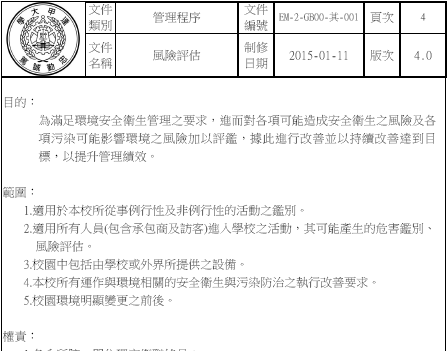 逢甲大學
忠勤誠篤
文件類別
管理程序
文件編號
EM-2-GB00-其-001
頁次
4
文件名稱
風險評估
制修日期
2015-01-11
版次
4.0
目的：
為滿足環境安全衛生管理之要求，進而對各項可能造成安全衛生之風險及各
項污染可能影響環境之風險加以評鑑，據此進行改善並以持續改善達到目
標，以提升管理績效。
範圍：
1.適用於本校所從事例行性及非例行性的活動之鑑別。
2.適用所有人員(包含承包商及訪客)進入學校之活動，其可能產生的危害鑑別、
風險評估。
3.校園中包括由學校或外界所提供之設備。
4.本校所有運作與環境相關的安全衛生與污染防治之執行改善要求。
5.校園環境明顯變更之前後。
權責：